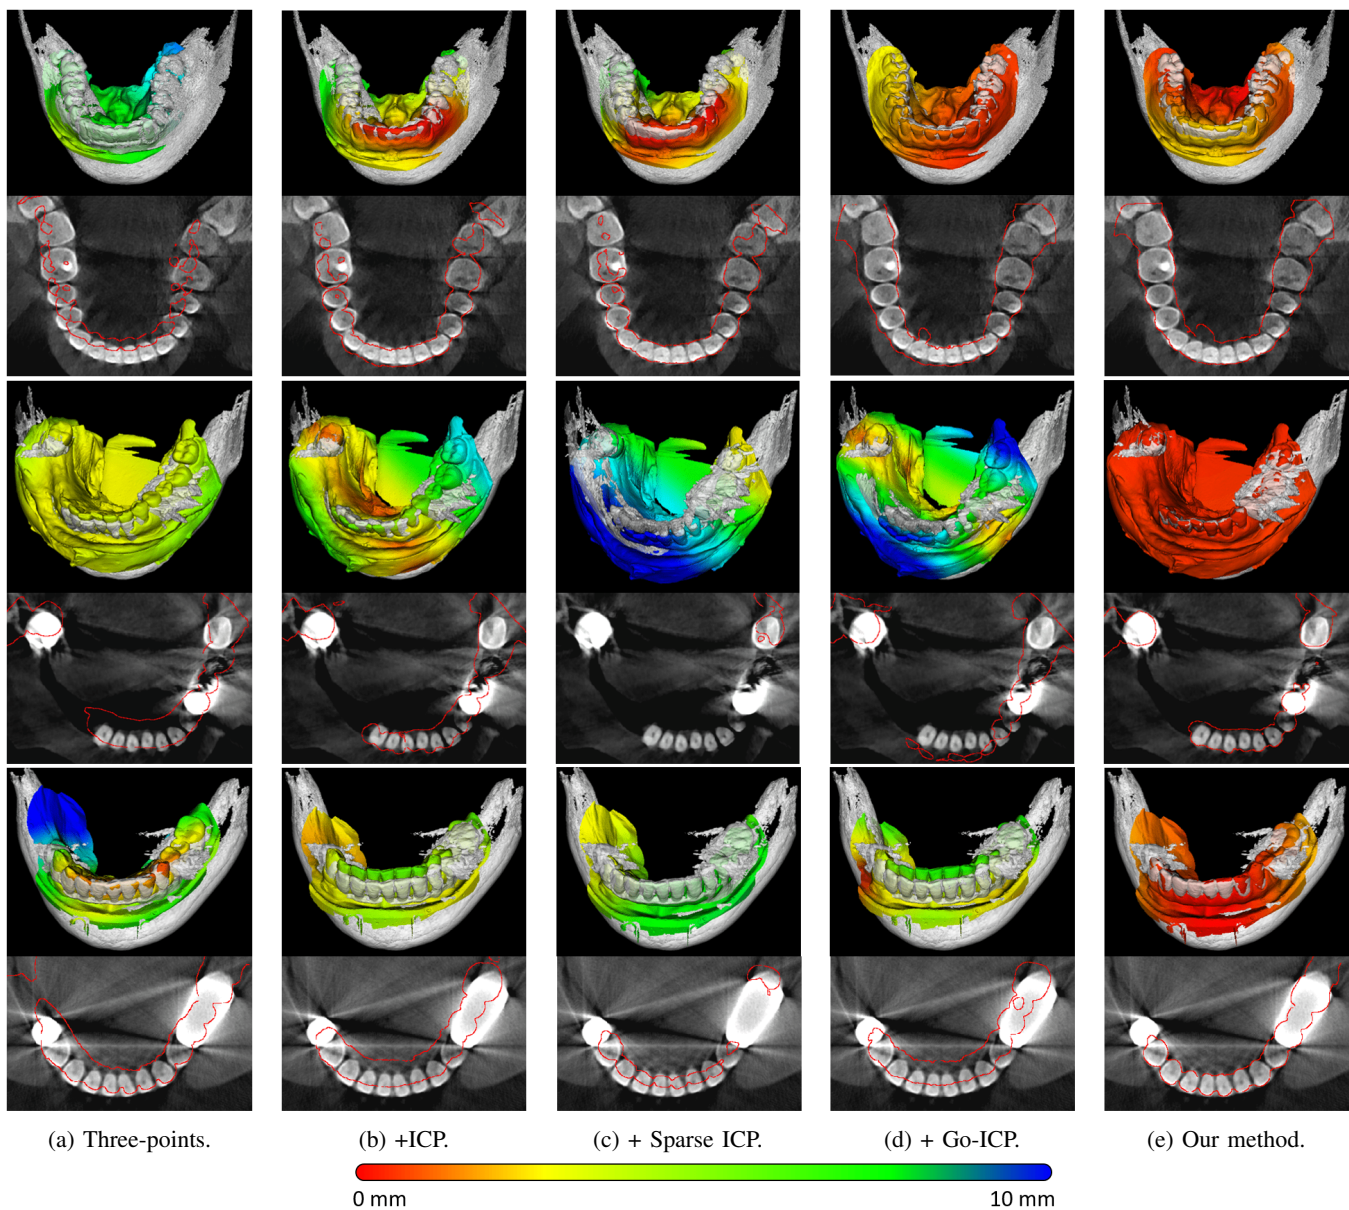 (a) Three-points.
(b) +ICP.
(c) + Sparse ICP.
(d) + Go-ICP.
(e) Our method.
0 mm
10 mm